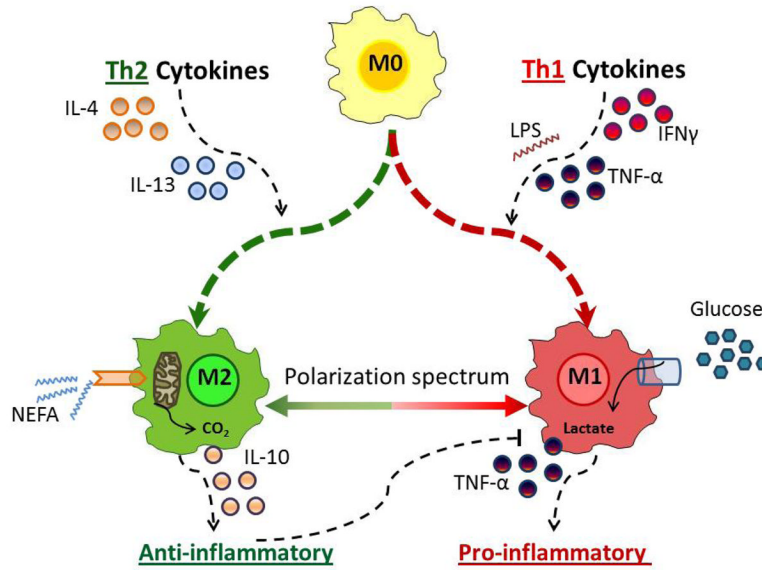 M0
Th2 Cytokines
Th1 Cytokines
IL-4
IL-13
LPS
IFNγ
TNF-α
Glucose
M2
Polarization spectrum
M1
NEFA
CO₂
Lactate
IL-10
TNF-α
Anti-inflammatory
Pro-inflammatory